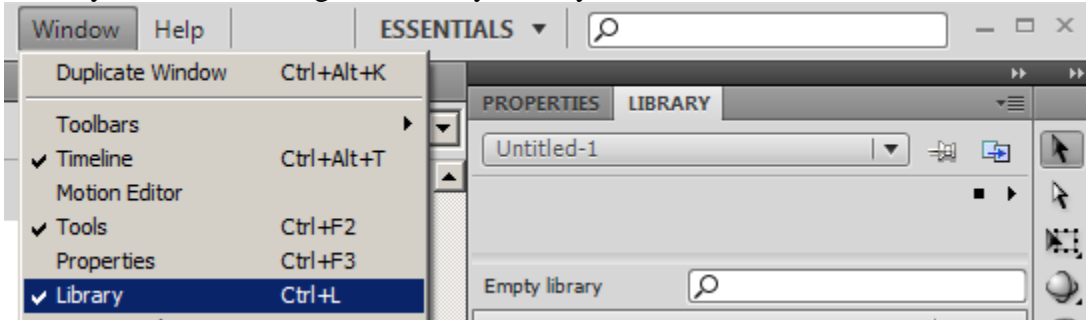 Window Help ESSENTIALS
Duplicate Window Ctrl+Alt+K
Toolbars
Timeline Ctrl+Alt+T
Motion Editor
Tools Ctrl+F2
Properties Ctrl+F3
Library Ctrl+L
PROPERTIES LIBRARY
Untitled-1
Empty library